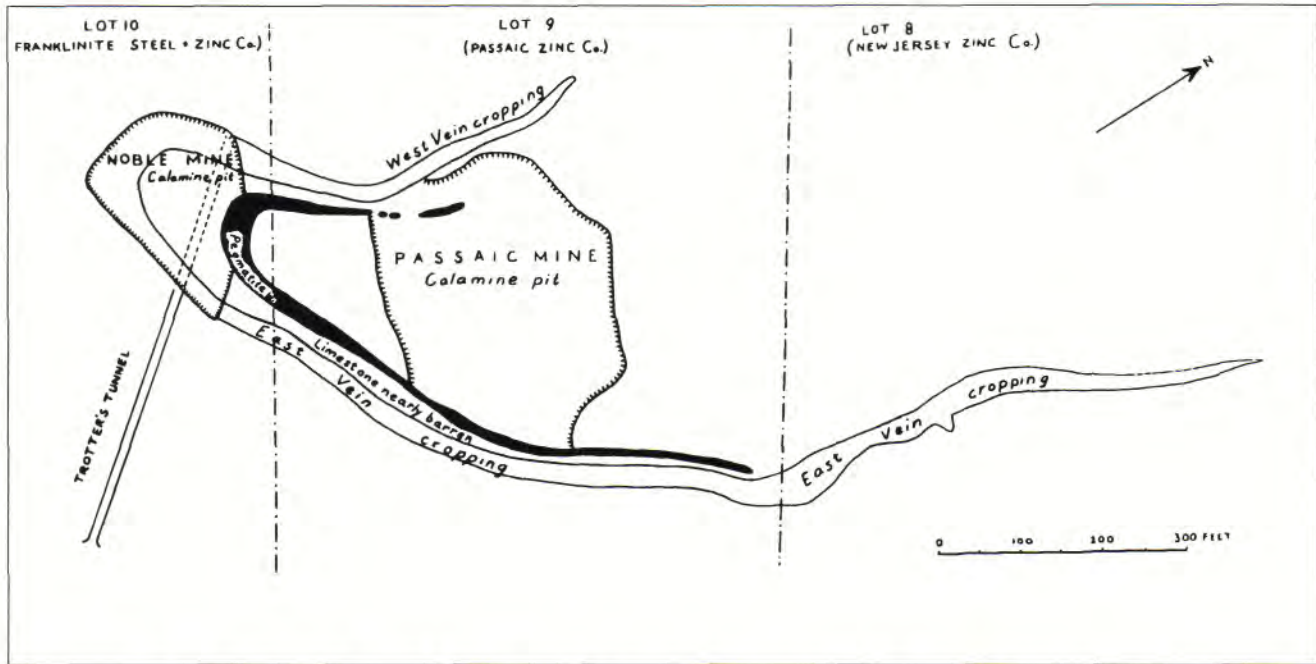 LOT 10
FRANKLINITE STEEL + ZINC Co.)
LOT 9
(PASSAIC ZINC Co.)
LOT 8
(NEW JERSEY ZINC Co.)
N
West Vein cropping
NOBLE MINE
Calamine pit
PASSAIC MINE
Calamine pit
Pegmatite
TROTTER'S TUNNEL
East Vein cropping
Limestone nearly barren
East Vein cropping
0 100 200 300 FEET